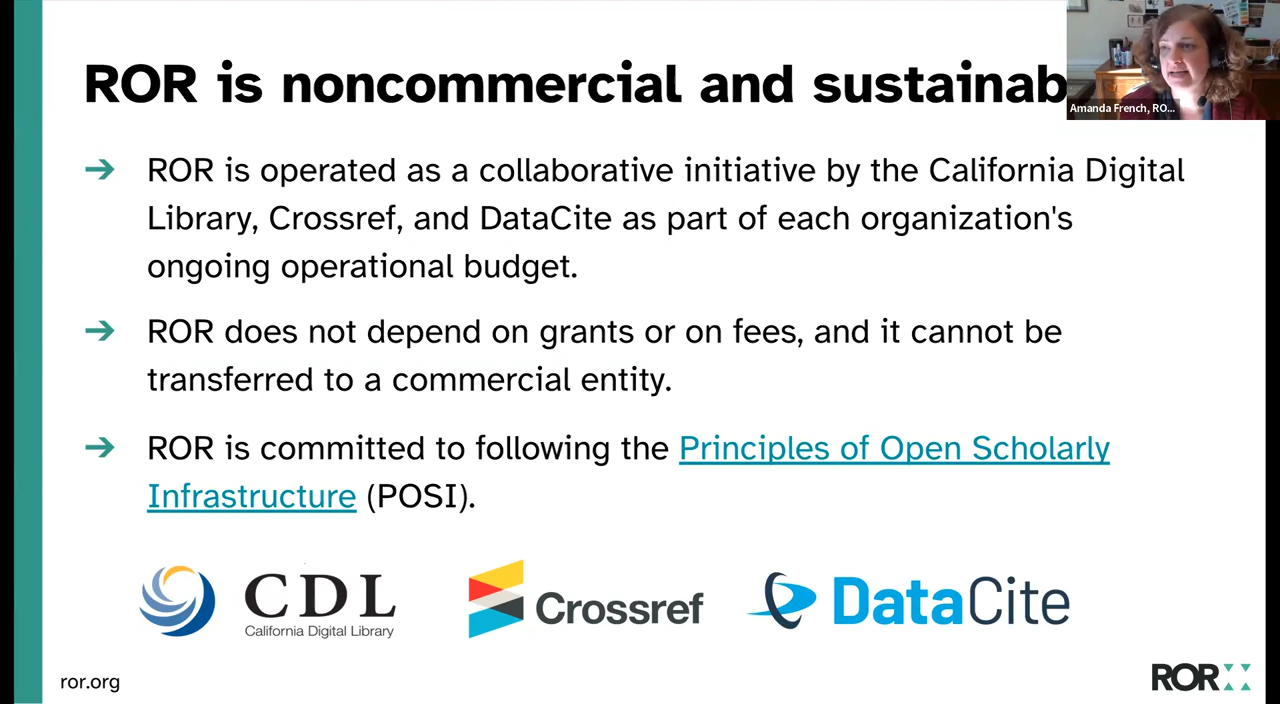 ROR is noncommercial and sustainab
Amanda French, RO...
➔ ROR is operated as a collaborative initiative by the California Digital
Library, Crossref, and DataCite as part of each organization's
ongoing operational budget.
➔ ROR does not depend on grants or on fees, and it cannot be
transferred to a commercial entity.
➔ ROR is committed to following the Principles of Open Scholarly
Infrastructure (POSI).
CDL
California Digital Library
Crossref
DataCite
ror.org
ROR